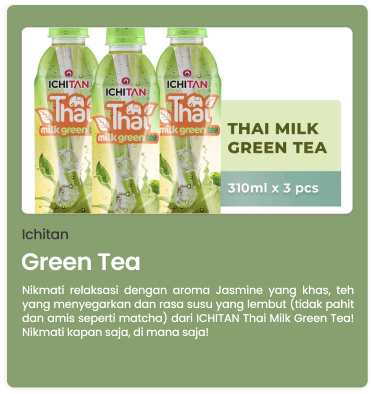 ICHITAN ICHITAN ICHITAN
Thai Thai Thai
milk green milk green tea milk green tea
THAI MILK
GREEN TEA
310ml x 3 pcs
Ichitan
Green Tea
Nikmati relaksasi dengan aroma Jasmine yang khas, teh
yang menyegarkan dan rasa susu yang lembut (tidak pahit
dan amis seperti matcha) dari ICHITAN Thai Milk Green Tea!
Nikmati kapan saja, di mana saja!